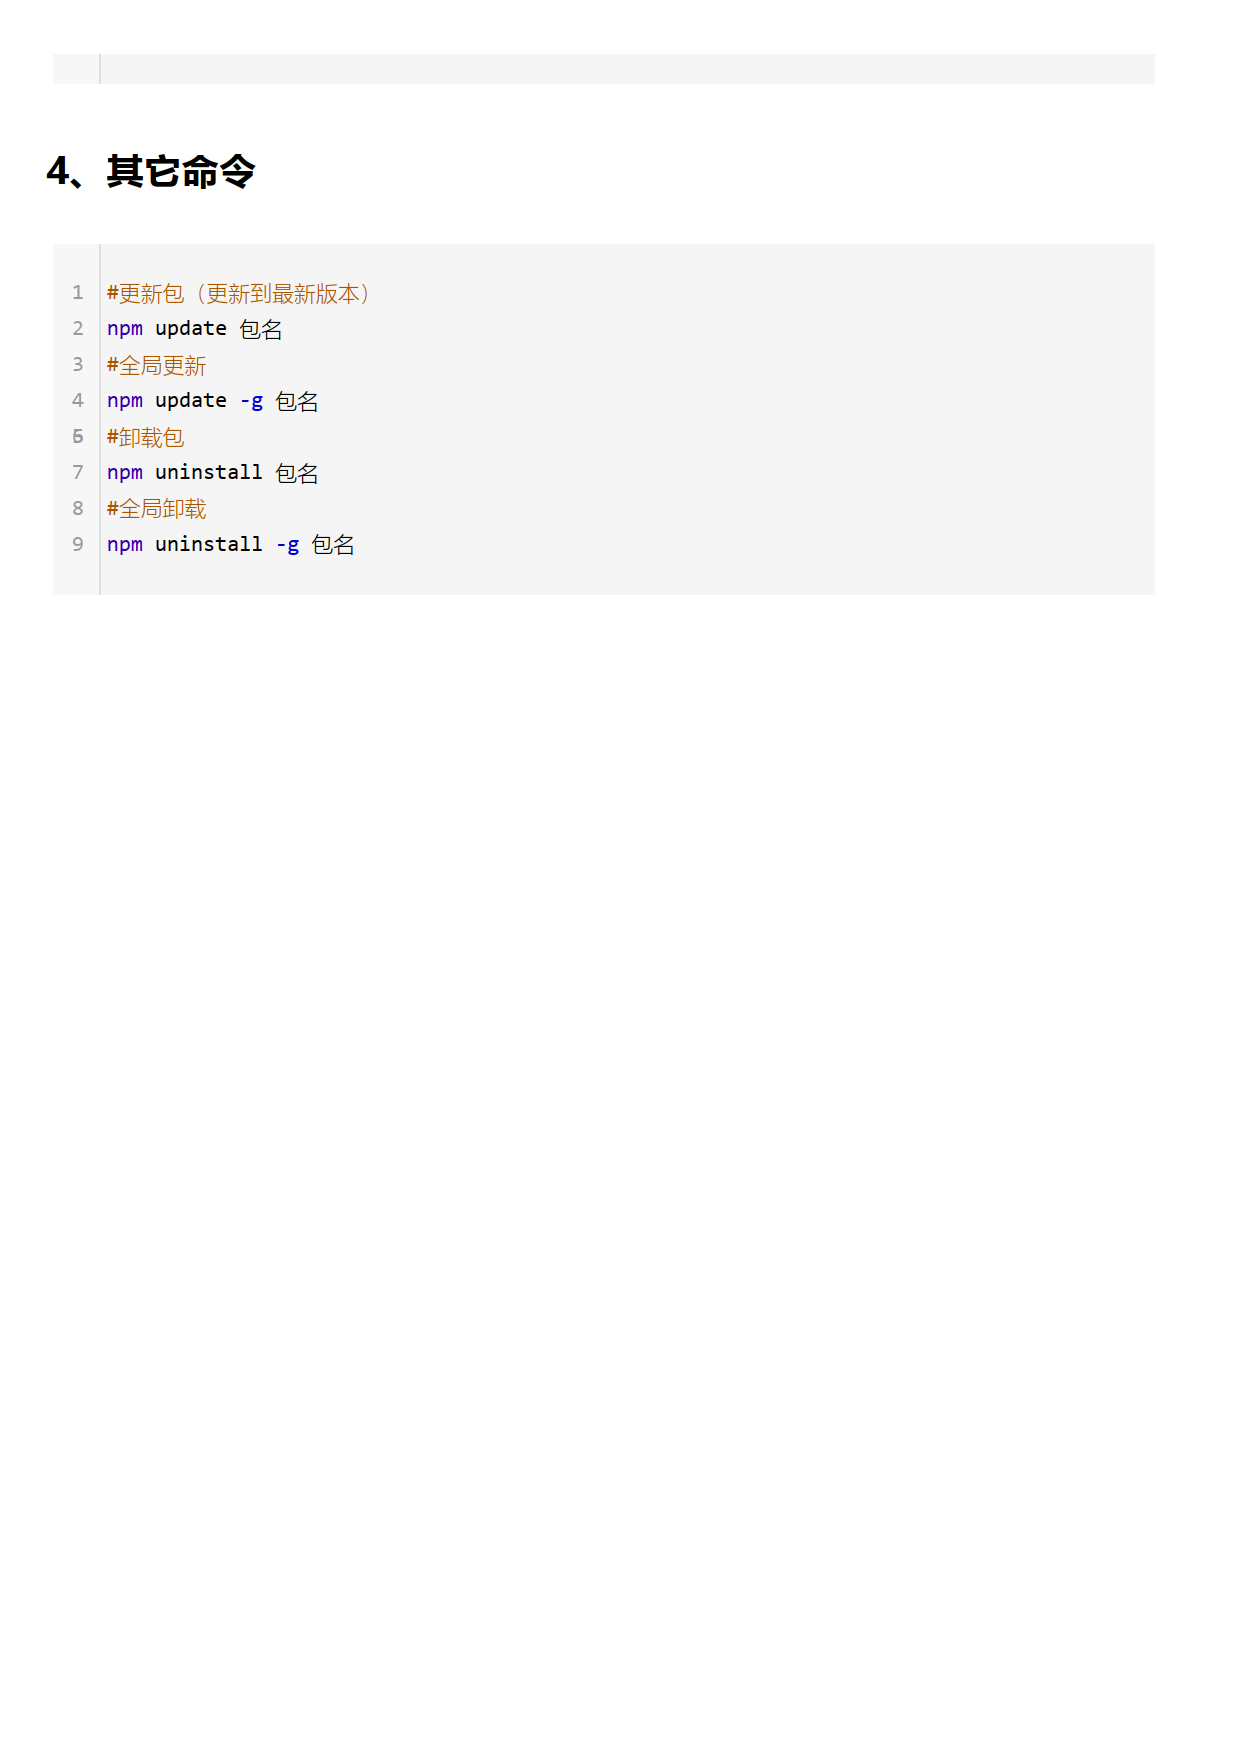 4、其它命令
1 #更新包（更新到最新版本）
2 npm update 包名
3 #全局更新
4 npm update -g 包名
5 #卸载包
7 npm uninstall 包名
8 #全局卸载
9 npm uninstall -g 包名